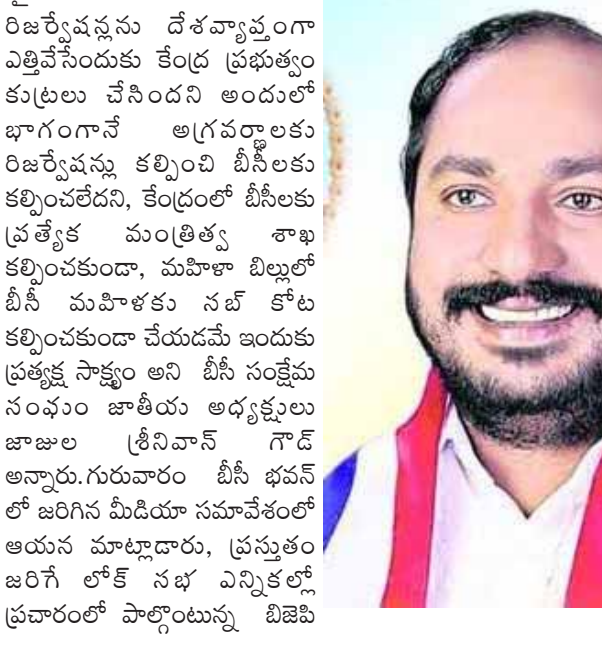 రిజర్వేషన్లను దేశవ్యాప్తంగా
ఎత్తివేసేందుకు కేంద్ర ప్రభుత్వం
కుట్రలు చేసిందని అందులో
భాగంగానే అగ్రవర్ణాలకు
రిజర్వేషన్లు కల్పించి బీసీలకు
కల్పించలేదని, కేంద్రంలో బీసీలకు
ప్రత్యేక మంత్రిత్వ శాఖ
కల్పించకుండా, మహిళా బిల్లులో
బీసీ మహిళకు సబ్ కోట
కల్పించకుండా చేయడమే ఇందుకు
ప్రత్యక్ష సాక్ష్యం అని బీసీ సంక్షేమ
సంఘం జాతీయ అధ్యక్షులు
జాజుల శ్రీనివాస్ గౌడ్
అన్నారు.గురువారం బీసీ భవన్
లో జరిగిన మీడియా సమావేశంలో
ఆయన మాట్లాడారు, ప్రస్తుతం
జరిగే లోక్ సభ ఎన్నికల్లో
ప్రచారంలో పాల్గొంటున్న బిజెపి